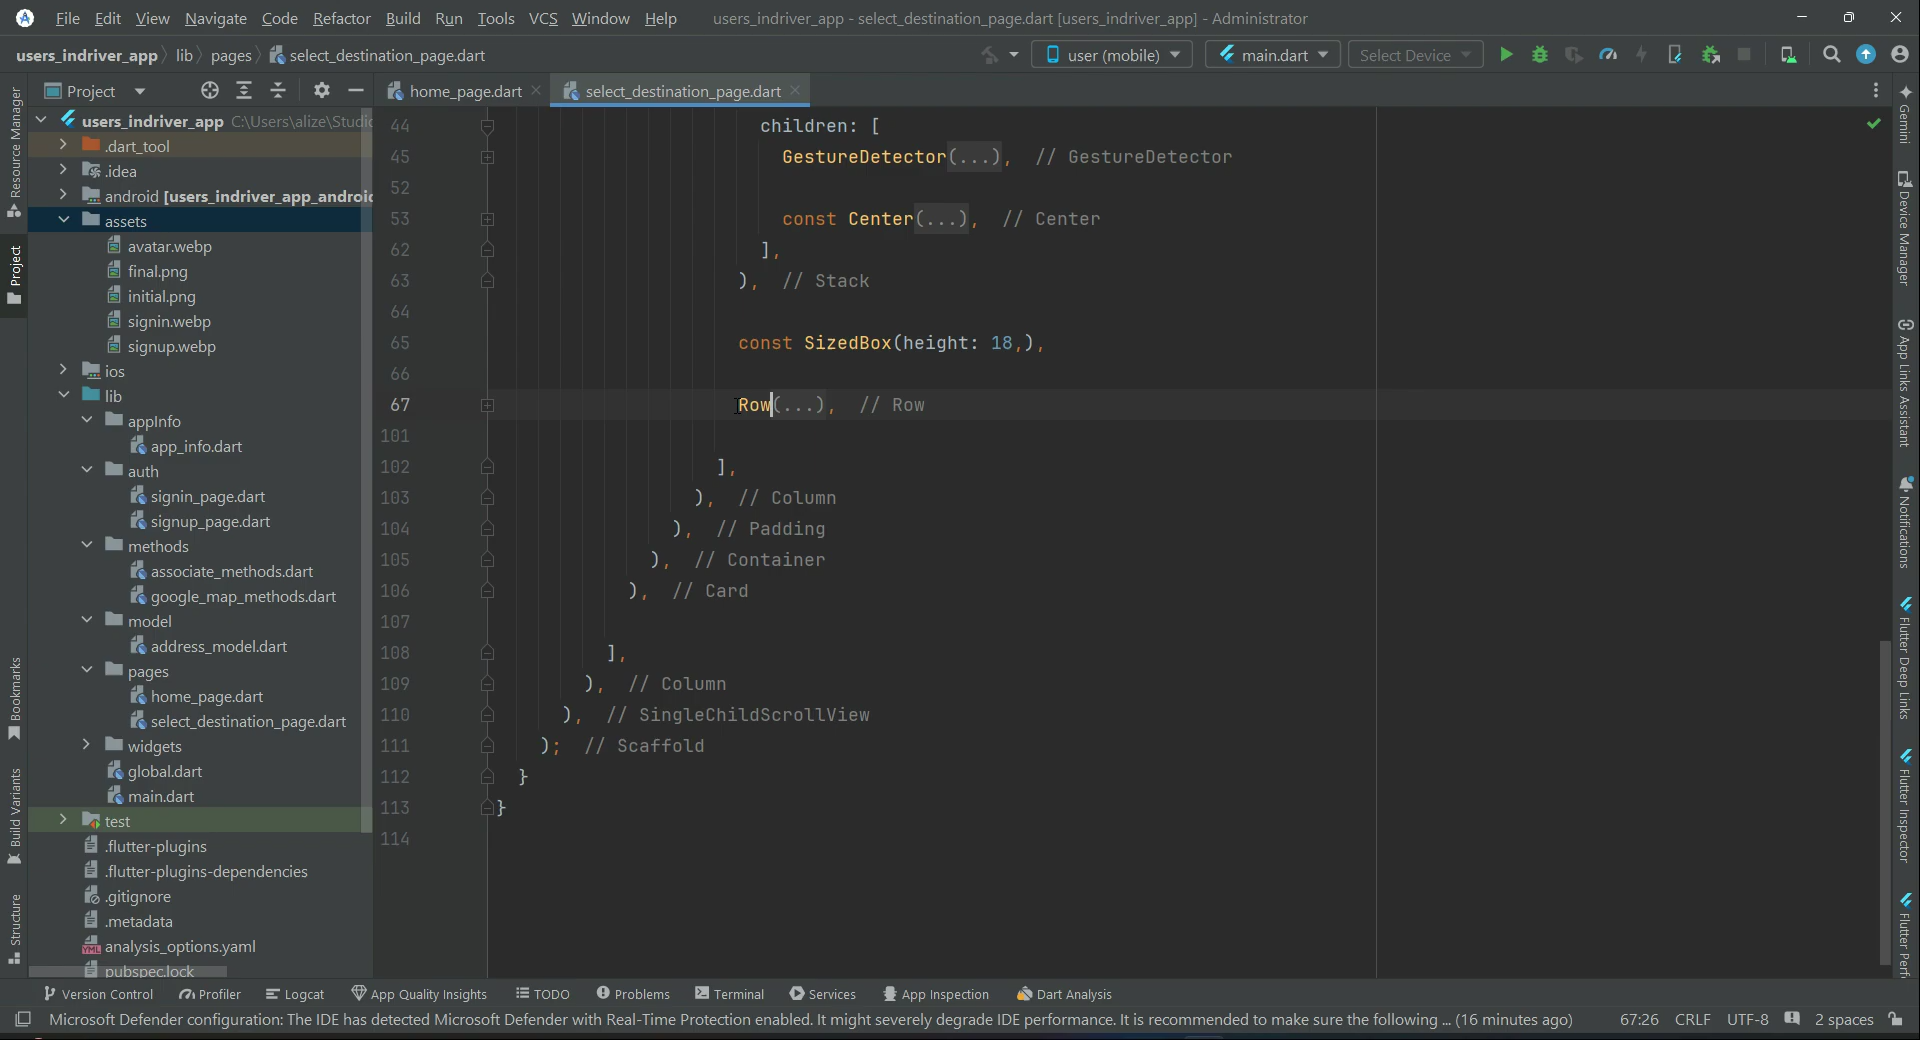 File Edit View Navigate Code Refactor Build Run Tools VCS Window Help users_indriver_app - select_destination_page.dart [users_indriver_app] - Administrator
users_indriver_app lib pages select_destination_page.dart user (mobile) main.dart Select Device
Project home_page.dart select_destination_page.dart
users_indriver_app C:\Users\alize\Studi
.dart_tool
.idea
android [users_indriver_app_androi
assets
avatar.webp
final.png
initial.png
signin.webp
signup.webp
ios
lib
appInfo
app_info.dart
auth
signin_page.dart
signup_page.dart
methods
associate_methods.dart
google_map_methods.dart
model
address_model.dart
pages
home_page.dart
select_destination_page.dart
widgets
global.dart
main.dart
test
.flutter-plugins
.flutter-plugins-dependencies
.gitignore
.metadata
analysis_options.yaml
pubspec.lock
44 children: [
45 GestureDetector(...), // GestureDetector
52
53 const Center(...), // Center
62 ],
63 ), // Stack
64
65 const SizedBox(height: 18,),
66
67 Row(...), // Row
101
102 ],
103 ), // Column
104 ), // Padding
105 ), // Container
106 ), // Card
107
108 ],
109 ), // Column
110 ), // SingleChildScrollView
111 ); // Scaffold
112 }
113 }
114
Resource Manager
Project
Bookmarks
Build Variants
Structure
Gemini
Device Manager
App Links Assistant
Notifications
Flutter Deep Links
Flutter Inspector
Flutter Perf
Version Control Profiler Logcat App Quality Insights TODO Problems Terminal Services App Inspection Dart Analysis
Microsoft Defender configuration: The IDE has detected Microsoft Defender with Real-Time Protection enabled. It might severely degrade IDE performance. It is recommended to make sure the following ... (16 minutes ago) 67:26 CRLF UTF-8 2 spaces